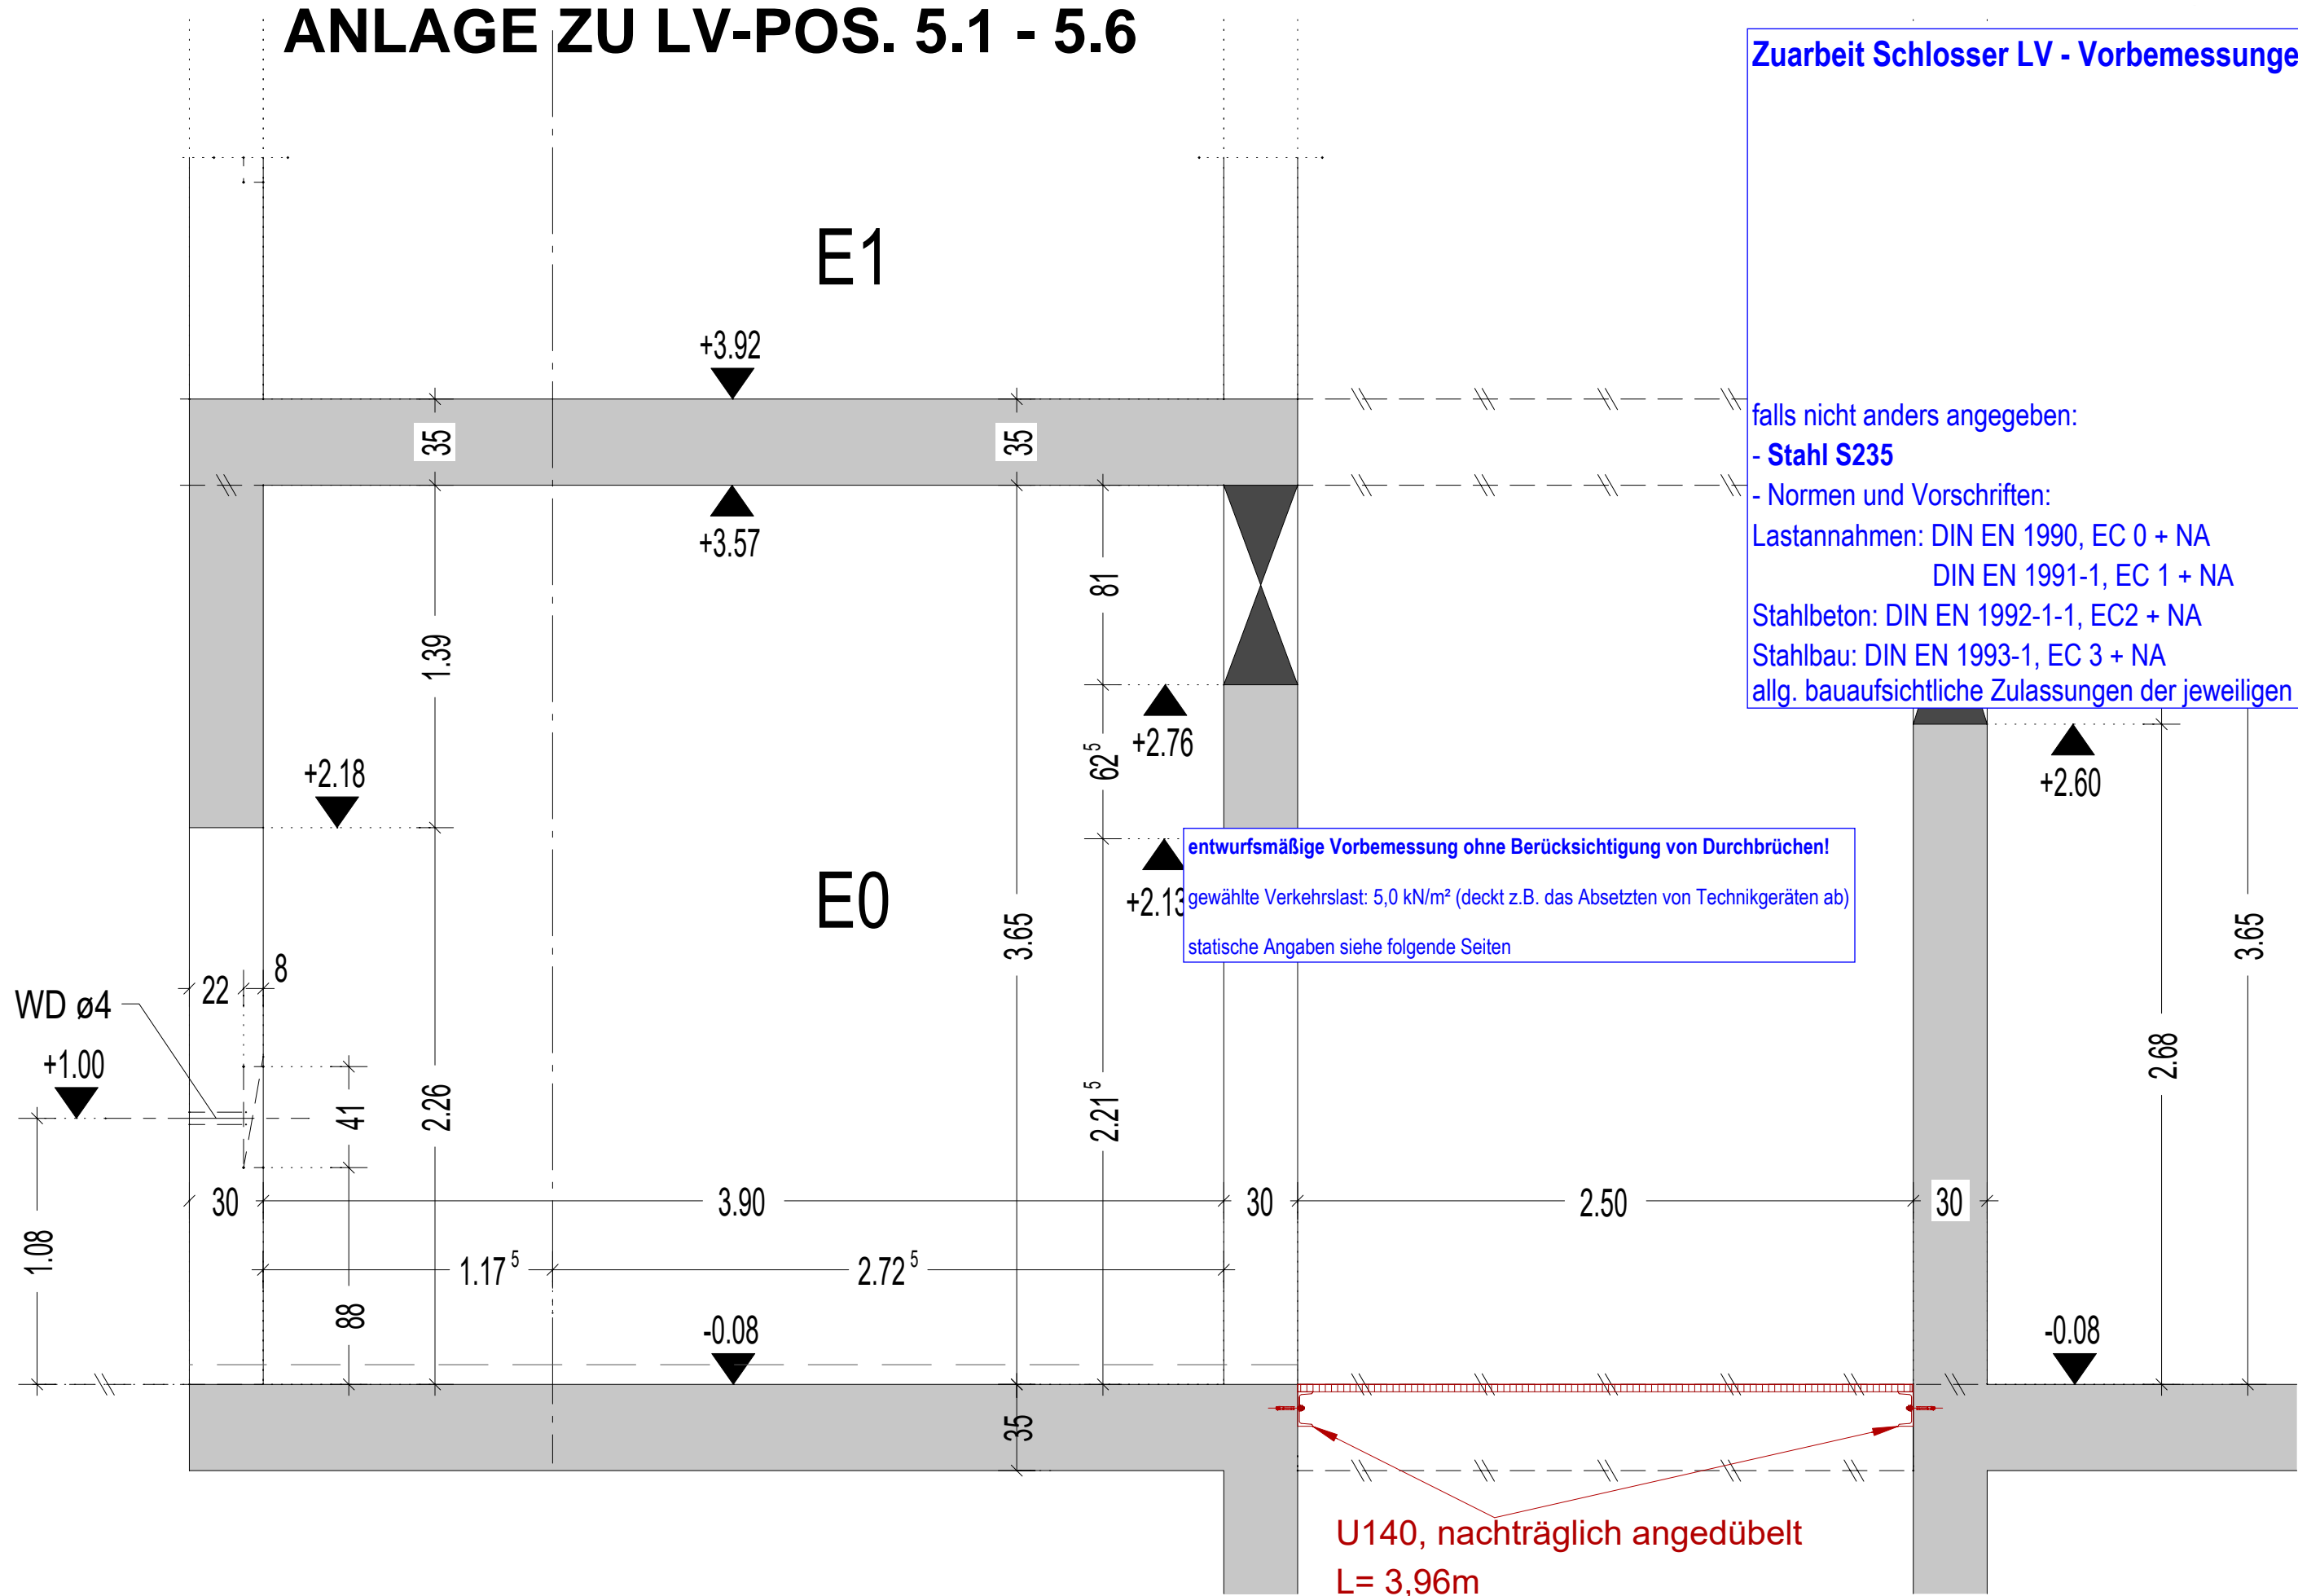 ANLAGE ZU LV-POS. 5.1 - 5.6
Zuarbeit Schlosser LV - Vorbemessunge
falls nicht anders angegeben:
- Stahl S235
- Normen und Vorschriften:
Lastannahmen: DIN EN 1990, EC 0 + NA
DIN EN 1991-1, EC 1 + NA
Stahlbeton: DIN EN 1992-1-1, EC2 + NA
Stahlbau: DIN EN 1993-1, EC 3 + NA
allg. bauaufsichtliche Zulassungen der jeweiligen
E1
+3.92
35
35
+3.57
81
1.39
62⁵
+2.76
+2.18
+2.60
entwurfsmäßige Vorbemessung ohne Berücksichtigung von Durchbrüchen!
gewählte Verkehrslast: 5,0 kN/m² (deckt z.B. das Absetzten von Technikgeräten ab)
statische Angaben siehe folgende Seiten
+2.13
E0
3.65
3.65
22
8
WD ø4
+1.00
41
2.26
2.21⁵
2.68
30
3.90
30
2.50
30
1.08
1.17⁵
2.72⁵
88
-0.08
-0.08
35
U140, nachträglich angedübelt
L= 3,96m